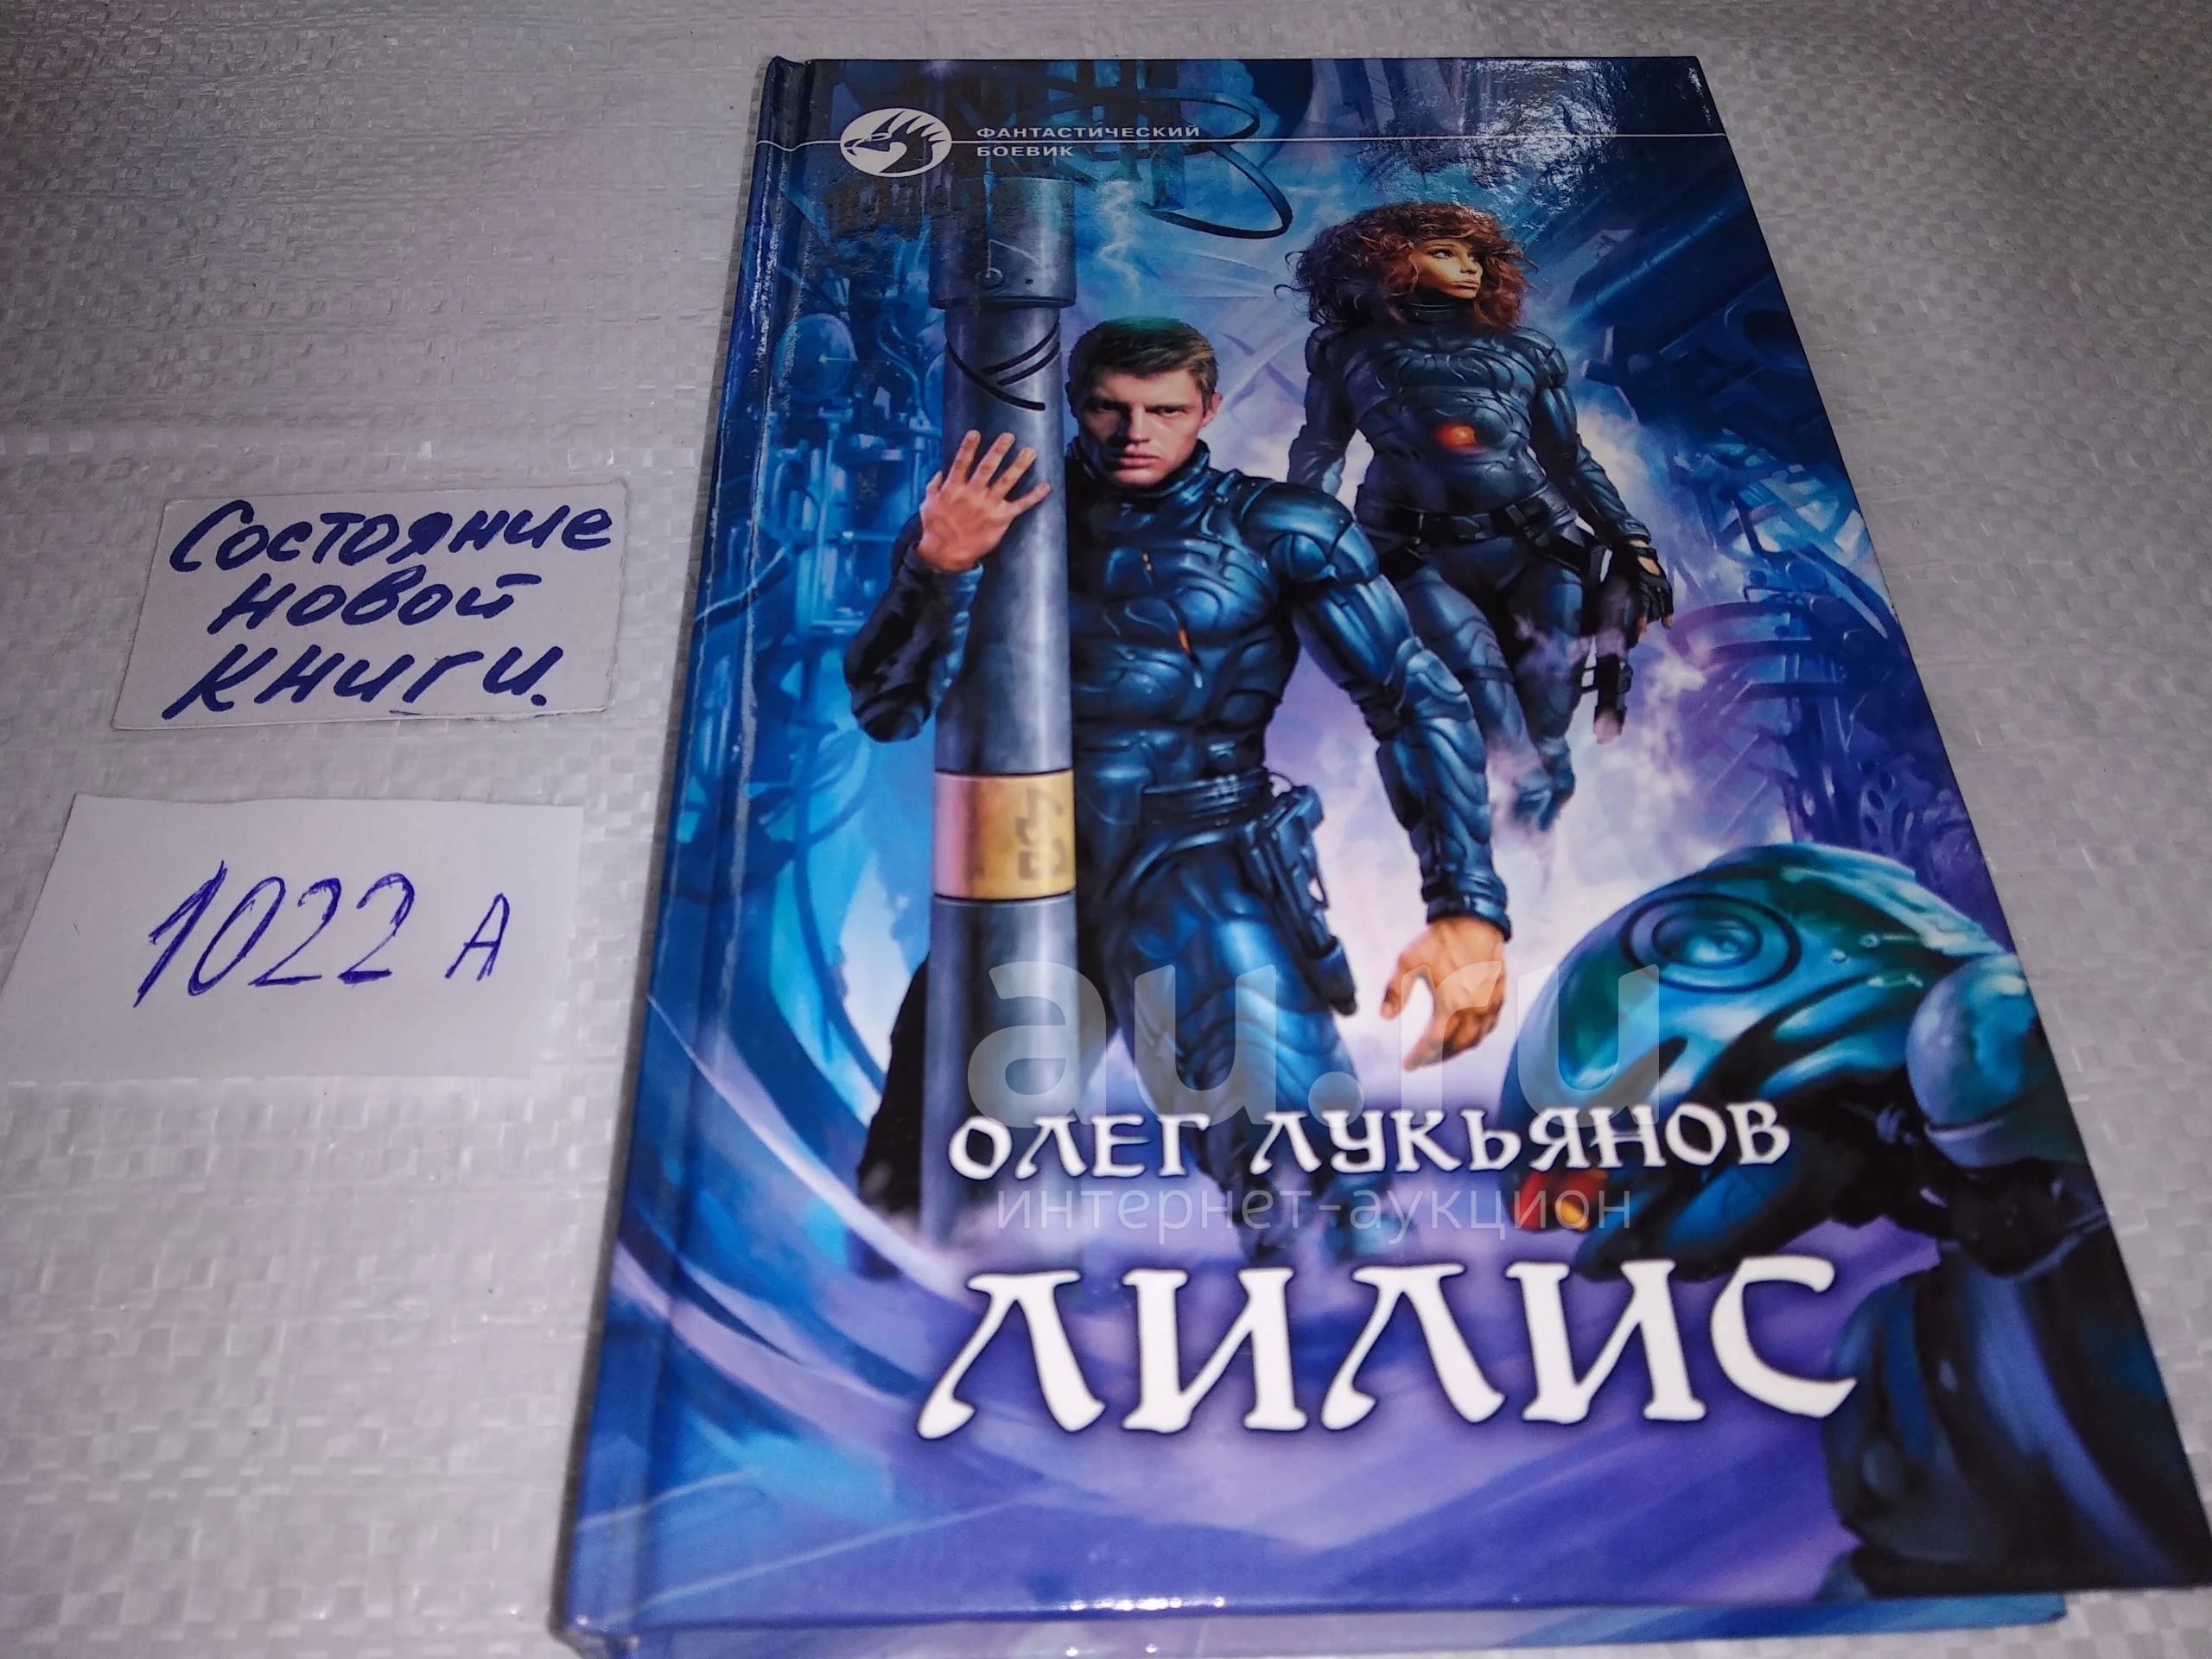 ФАНТАСТИЧЕСКИЙ
БОЕВИК
Состояние
новой
книги.
1022 А
au.ru
ОЛЕГ ЛУКЬЯНОВ
интернет-аукцион
ЛИЛИС